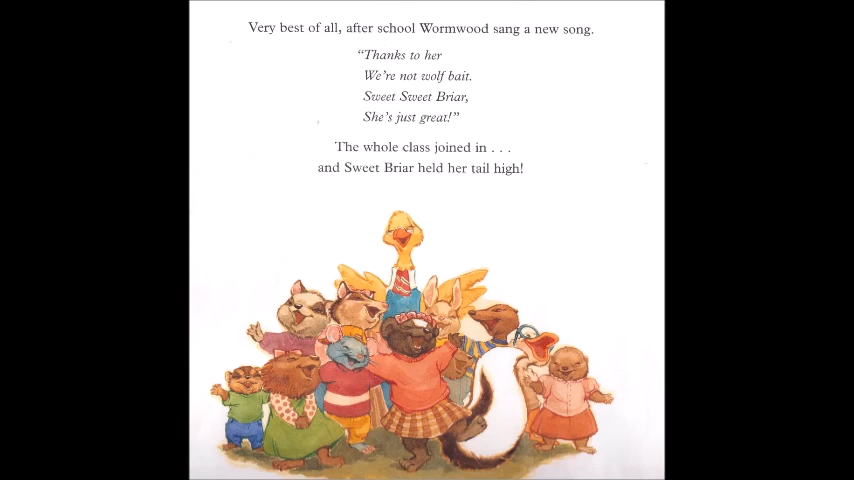 Very best of all, after school Wormwood sang a new song.
“Thanks to her
We're not wolf bait.
Sweet Sweet Briar,
She's just great!”
The whole class joined in . . .
and Sweet Briar held her tail high!